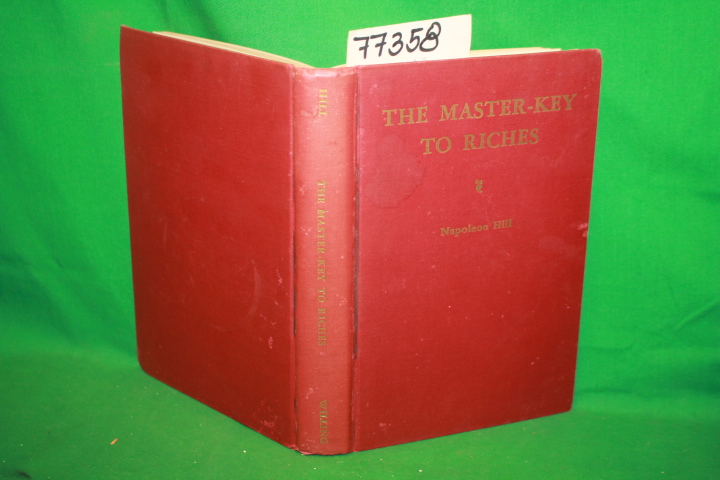 77358
THE MASTER-KEY
TO RICHES
Napoleon Hill
HILL
THE MASTER-KEY TO RICHES
WILLING